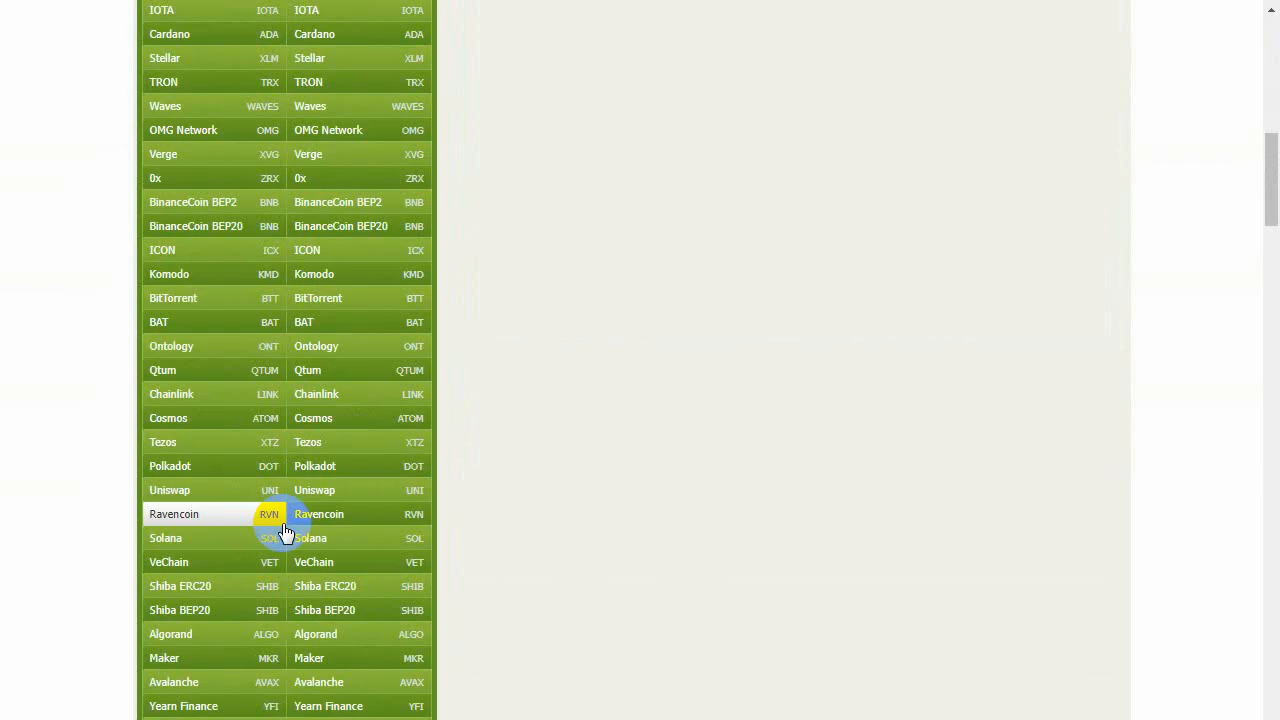 IOTA IOTA IOTA IOTA
Cardano ADA Cardano ADA
Stellar XLM Stellar XLM
TRON TRX TRON TRX
Waves WAVES Waves WAVES
OMG Network OMG OMG Network OMG
Verge XVG Verge XVG
0x ZRX 0x ZRX
BinanceCoin BEP2 BNB BinanceCoin BEP2 BNB
BinanceCoin BEP20 BNB BinanceCoin BEP20 BNB
ICON ICX ICON ICX
Komodo KMD Komodo KMD
BitTorrent BTT BitTorrent BTT
BAT BAT BAT BAT
Ontology ONT Ontology ONT
Qtum QTUM Qtum QTUM
Chainlink LINK Chainlink LINK
Cosmos ATOM Cosmos ATOM
Tezos XTZ Tezos XTZ
Polkadot DOT Polkadot DOT
Uniswap UNI Uniswap UNI
Ravencoin RVN Ravencoin RVN
Solana SOL Solana SOL
VeChain VET VeChain VET
Shiba ERC20 SHIB Shiba ERC20 SHIB
Shiba BEP20 SHIB Shiba BEP20 SHIB
Algorand ALGO Algorand ALGO
Maker MKR Maker MKR
Avalanche AVAX Avalanche AVAX
Yearn Finance YFI Yearn Finance YFI